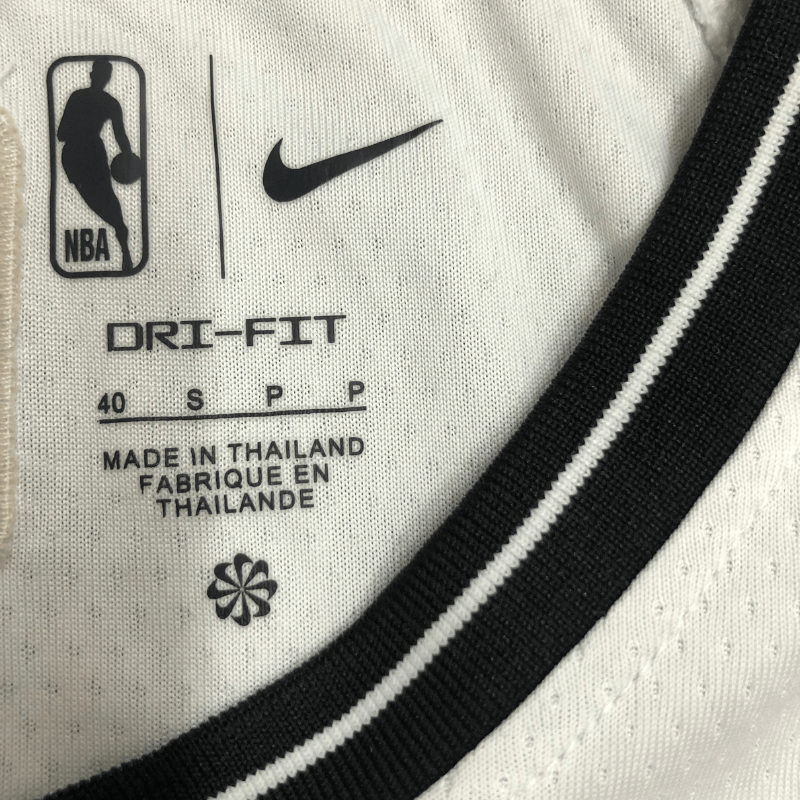 NBA
DRI-FIT
40 S P P
MADE IN THAILAND
FABRIQUE EN
THAILANDE